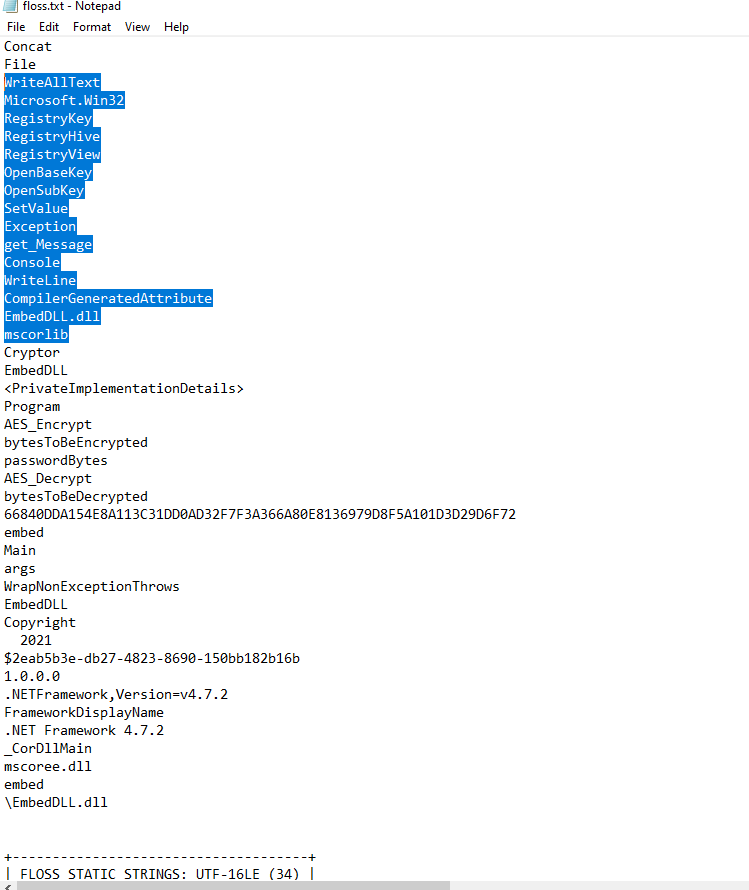 floss.txt - Notepad
File Edit Format View Help
Concat
File
WriteAllText
Microsoft.Win32
RegistryKey
RegistryHive
RegistryView
OpenBaseKey
OpenSubKey
SetValue
Exception
get_Message
Console
WriteLine
CompilerGeneratedAttribute
EmbedDLL.dll
mscorlib
Cryptor
EmbedDLL
<PrivateImplementationDetails>
Program
AES_Encrypt
bytesToBeEncrypted
passwordBytes
AES_Decrypt
bytesToBeDecrypted
66840DDA154E8A113C31DD0AD32F7F3A366A80E8136979D8F5A101D3D29D6F72
embed
Main
args
WrapNonExceptionThrows
EmbedDLL
Copyright
2021
$2eab5b3e-db27-4823-8690-150bb182b16b
1.0.0.0
.NETFramework,Version=v4.7.2
FrameworkDisplayName
.NET Framework 4.7.2
_CorDllMain
mscoree.dll
embed
\EmbedDLL.dll
+------------------------------------+
| FLOSS STATIC STRINGS: UTF-16LE (34) |